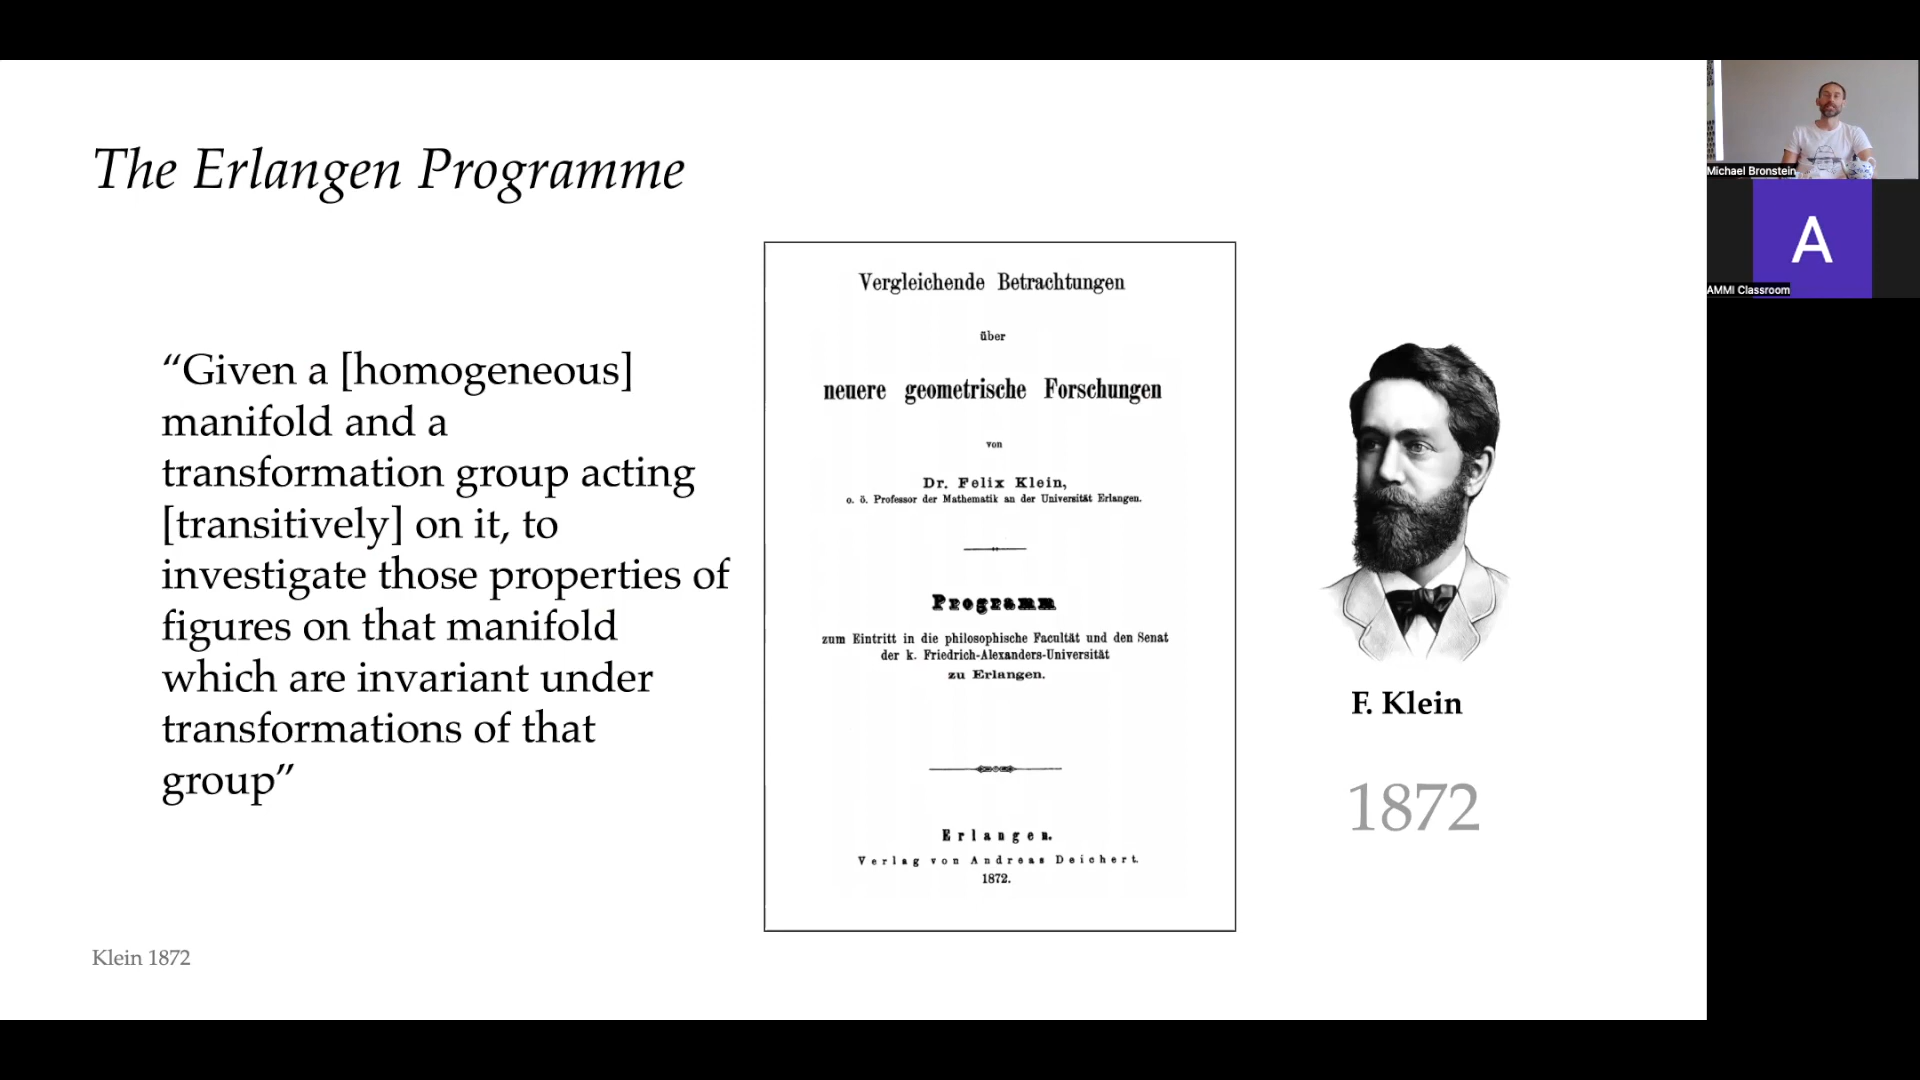 The Erlangen Programme
“Given a [homogeneous]
manifold and a
transformation group acting
[transitively] on it, to
investigate those properties of
figures on that manifold
which are invariant under
transformations of that
group”
Vergleichende Betrachtungen
über
neuere geometrische Forschungen
von
Dr. Felix Klein,
o. ö. Professor der Mathematik an der Universität Erlangen.
Programm
zum Eintritt in die philosophische Facultät und den Senat
der k. Friedrich-Alexanders-Universität
zu Erlangen.
Erlangen.
Verlag von Andreas Deichert.
1872.
F. Klein
1872
Klein 1872
Michael Bronstein
A
AMMI Classroom